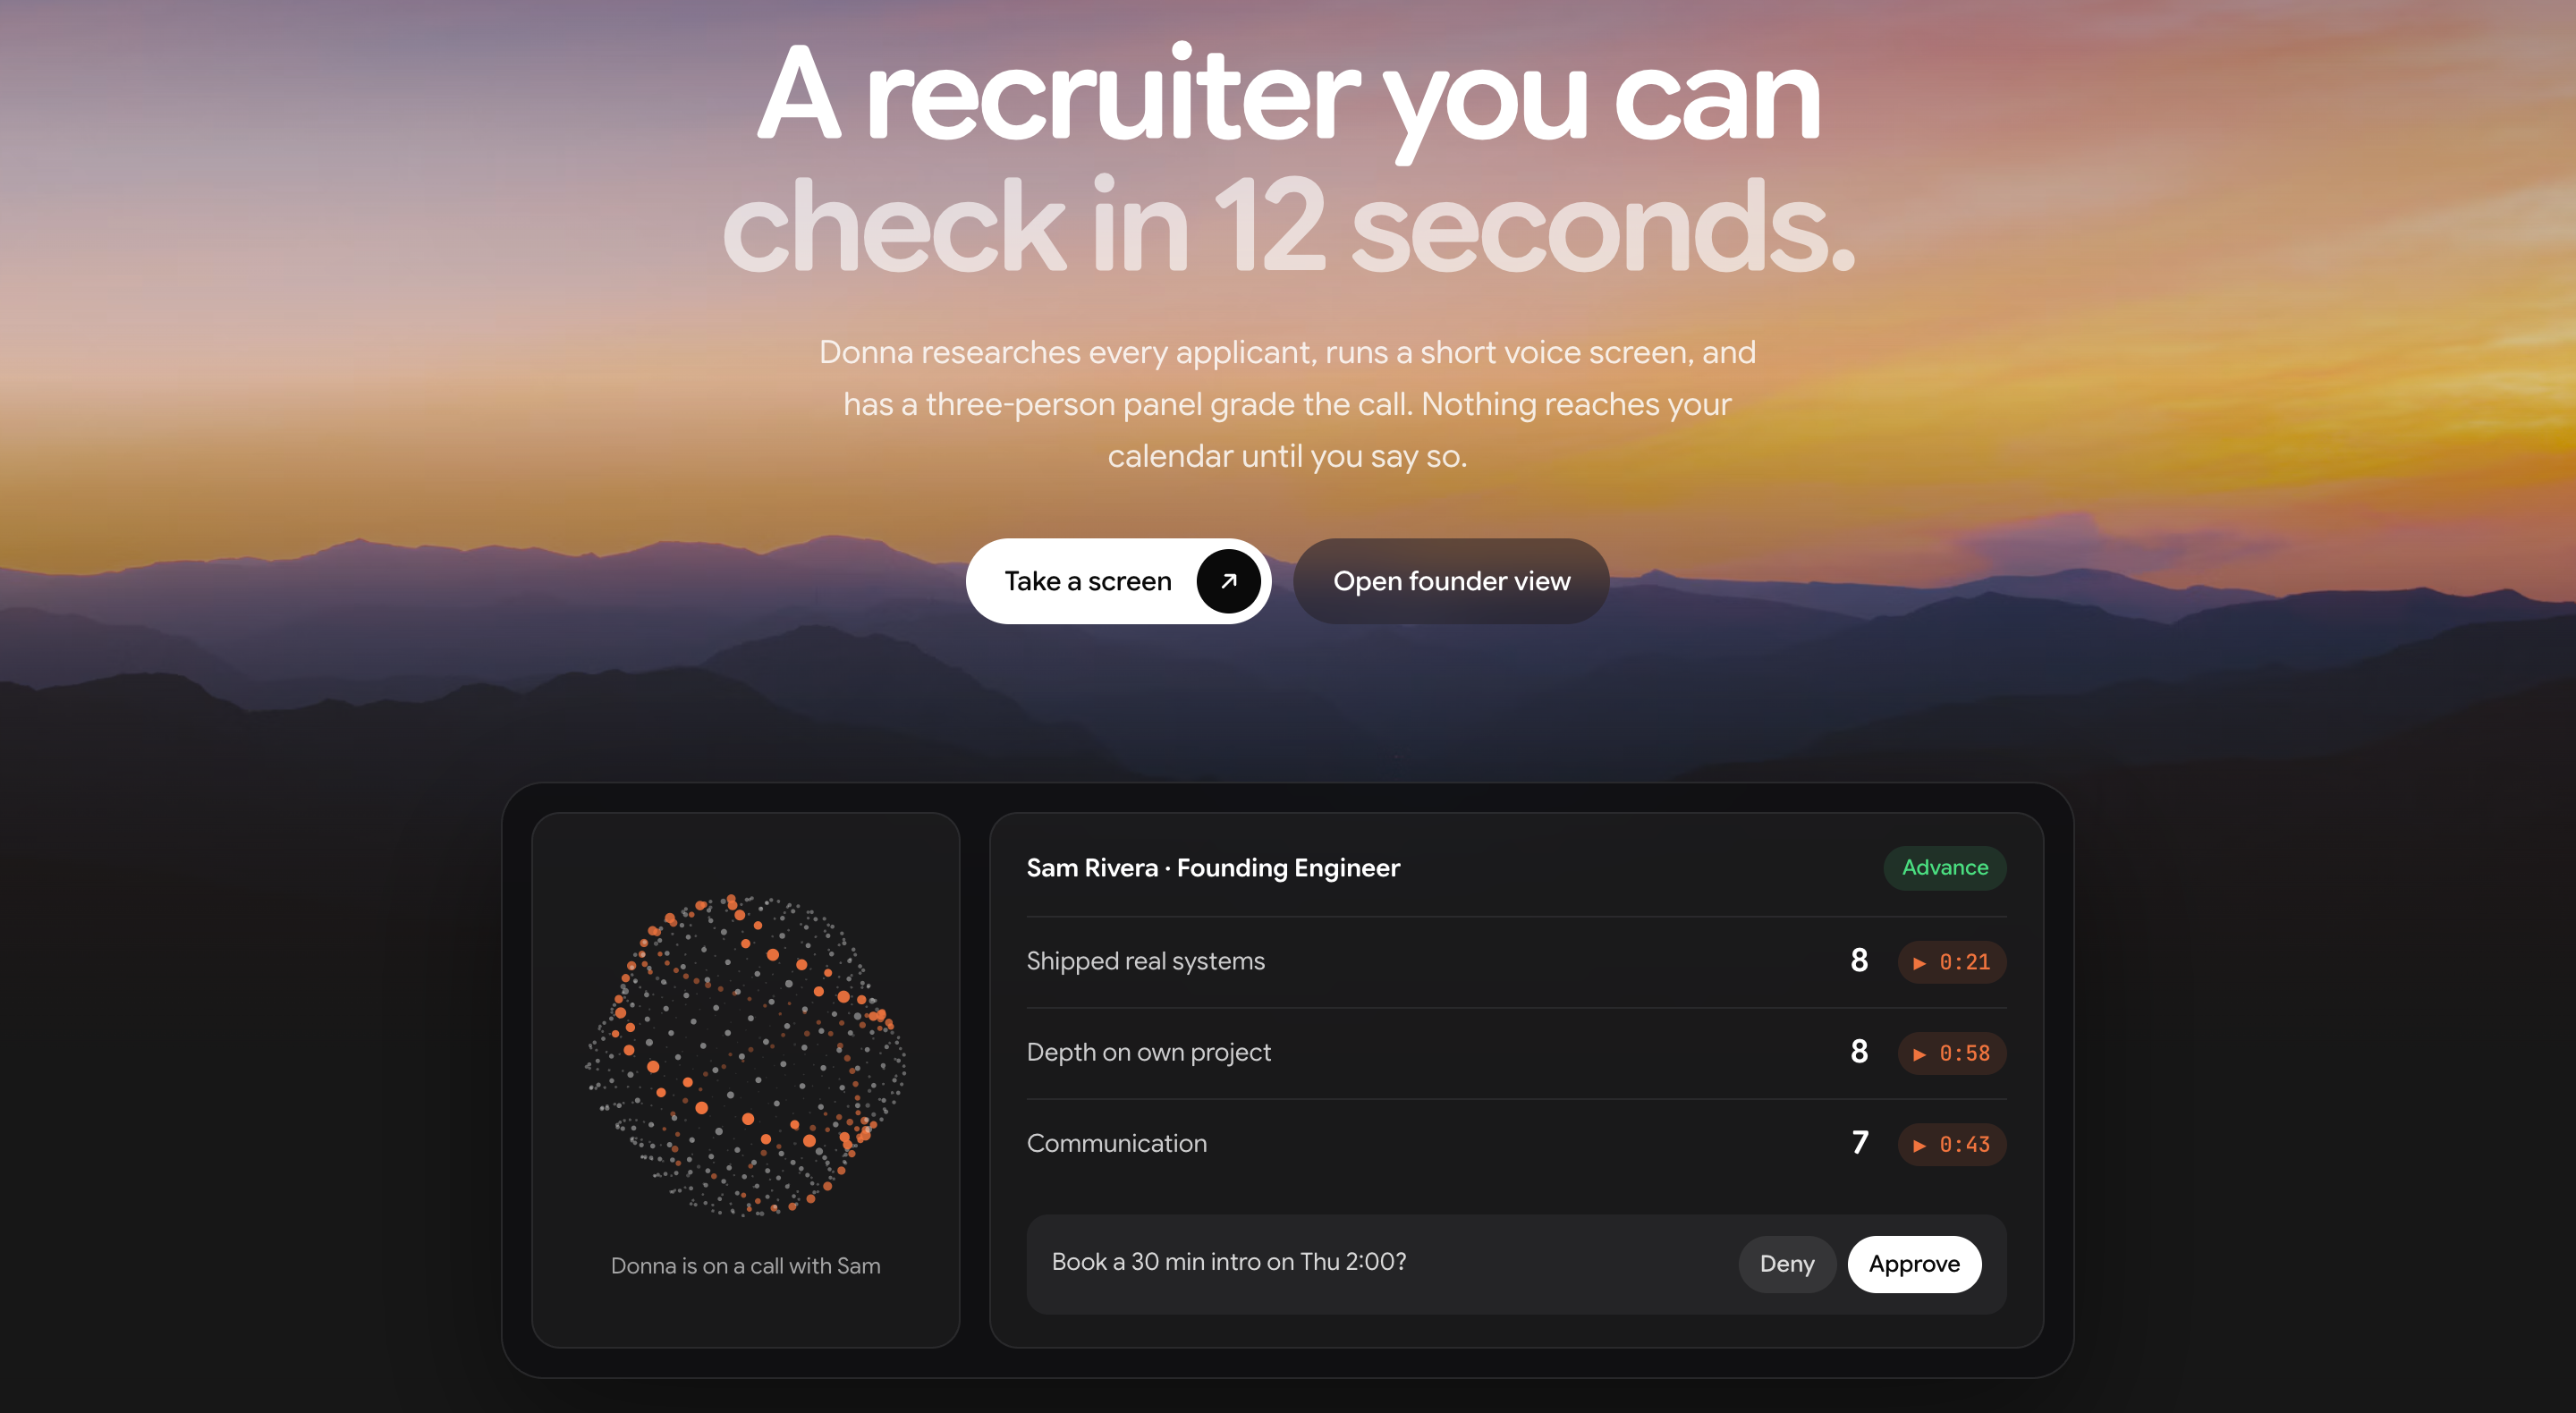 A recruiter you can
check in 12 seconds.
Donna researches every applicant, runs a short voice screen, and
has a three-person panel grade the call. Nothing reaches your
calendar until you say so.
Take a screen
Open founder view
Sam Rivera · Founding Engineer
Advance
Shipped real systems 8 ▶ 0:21
Depth on own project 8 ▶ 0:58
Communication 7 ▶ 0:43
Donna is on a call with Sam
Book a 30 min intro on Thu 2:00?
Deny
Approve